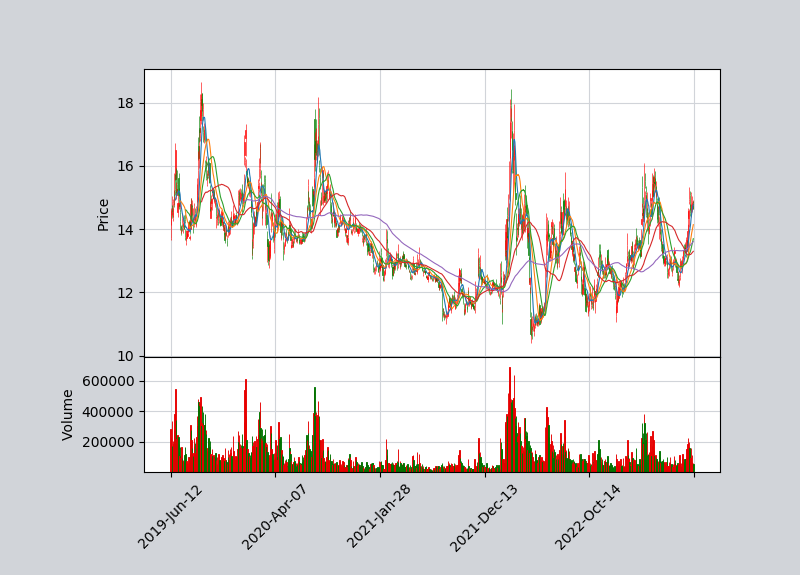 18
16
14
12
10
Price
600000
400000
200000
Volume
2019-Jun-12
2020-Apr-07
2021-Jan-28
2021-Dec-13
2022-Oct-14